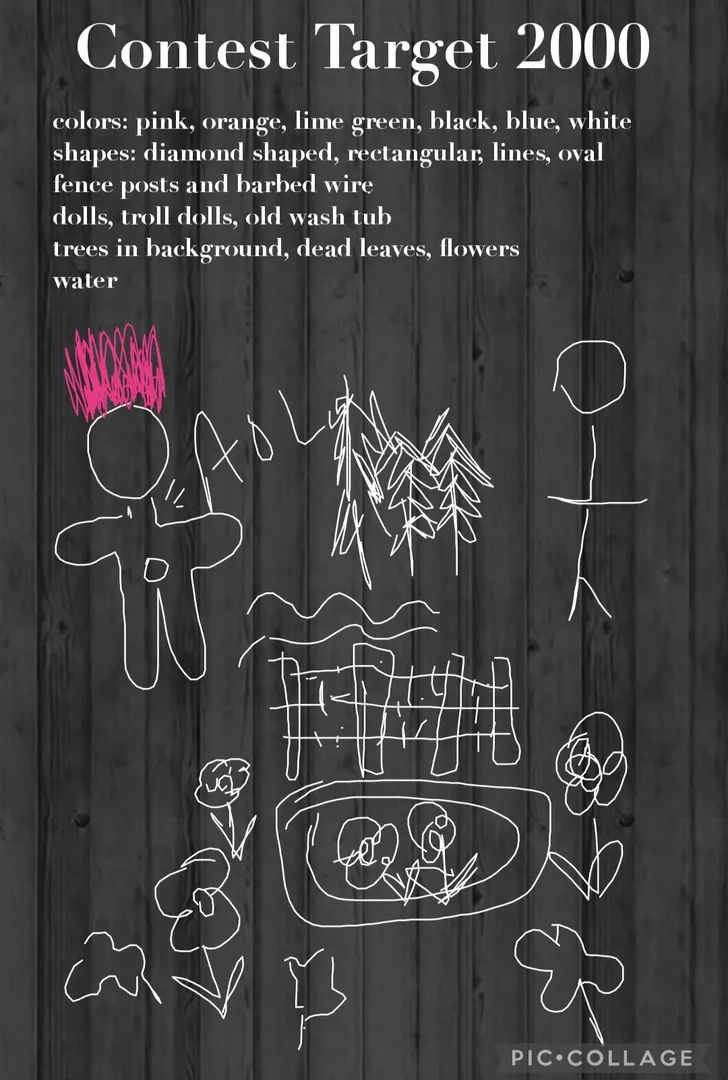 Contest Target 2000
colors: pink, orange, lime green, black, blue, white
shapes: diamond shaped, rectangular, lines, oval
fence posts and barbed wire
dolls, troll dolls, old wash tub
trees in background, dead leaves, flowers
water
PIC•COLLAGE